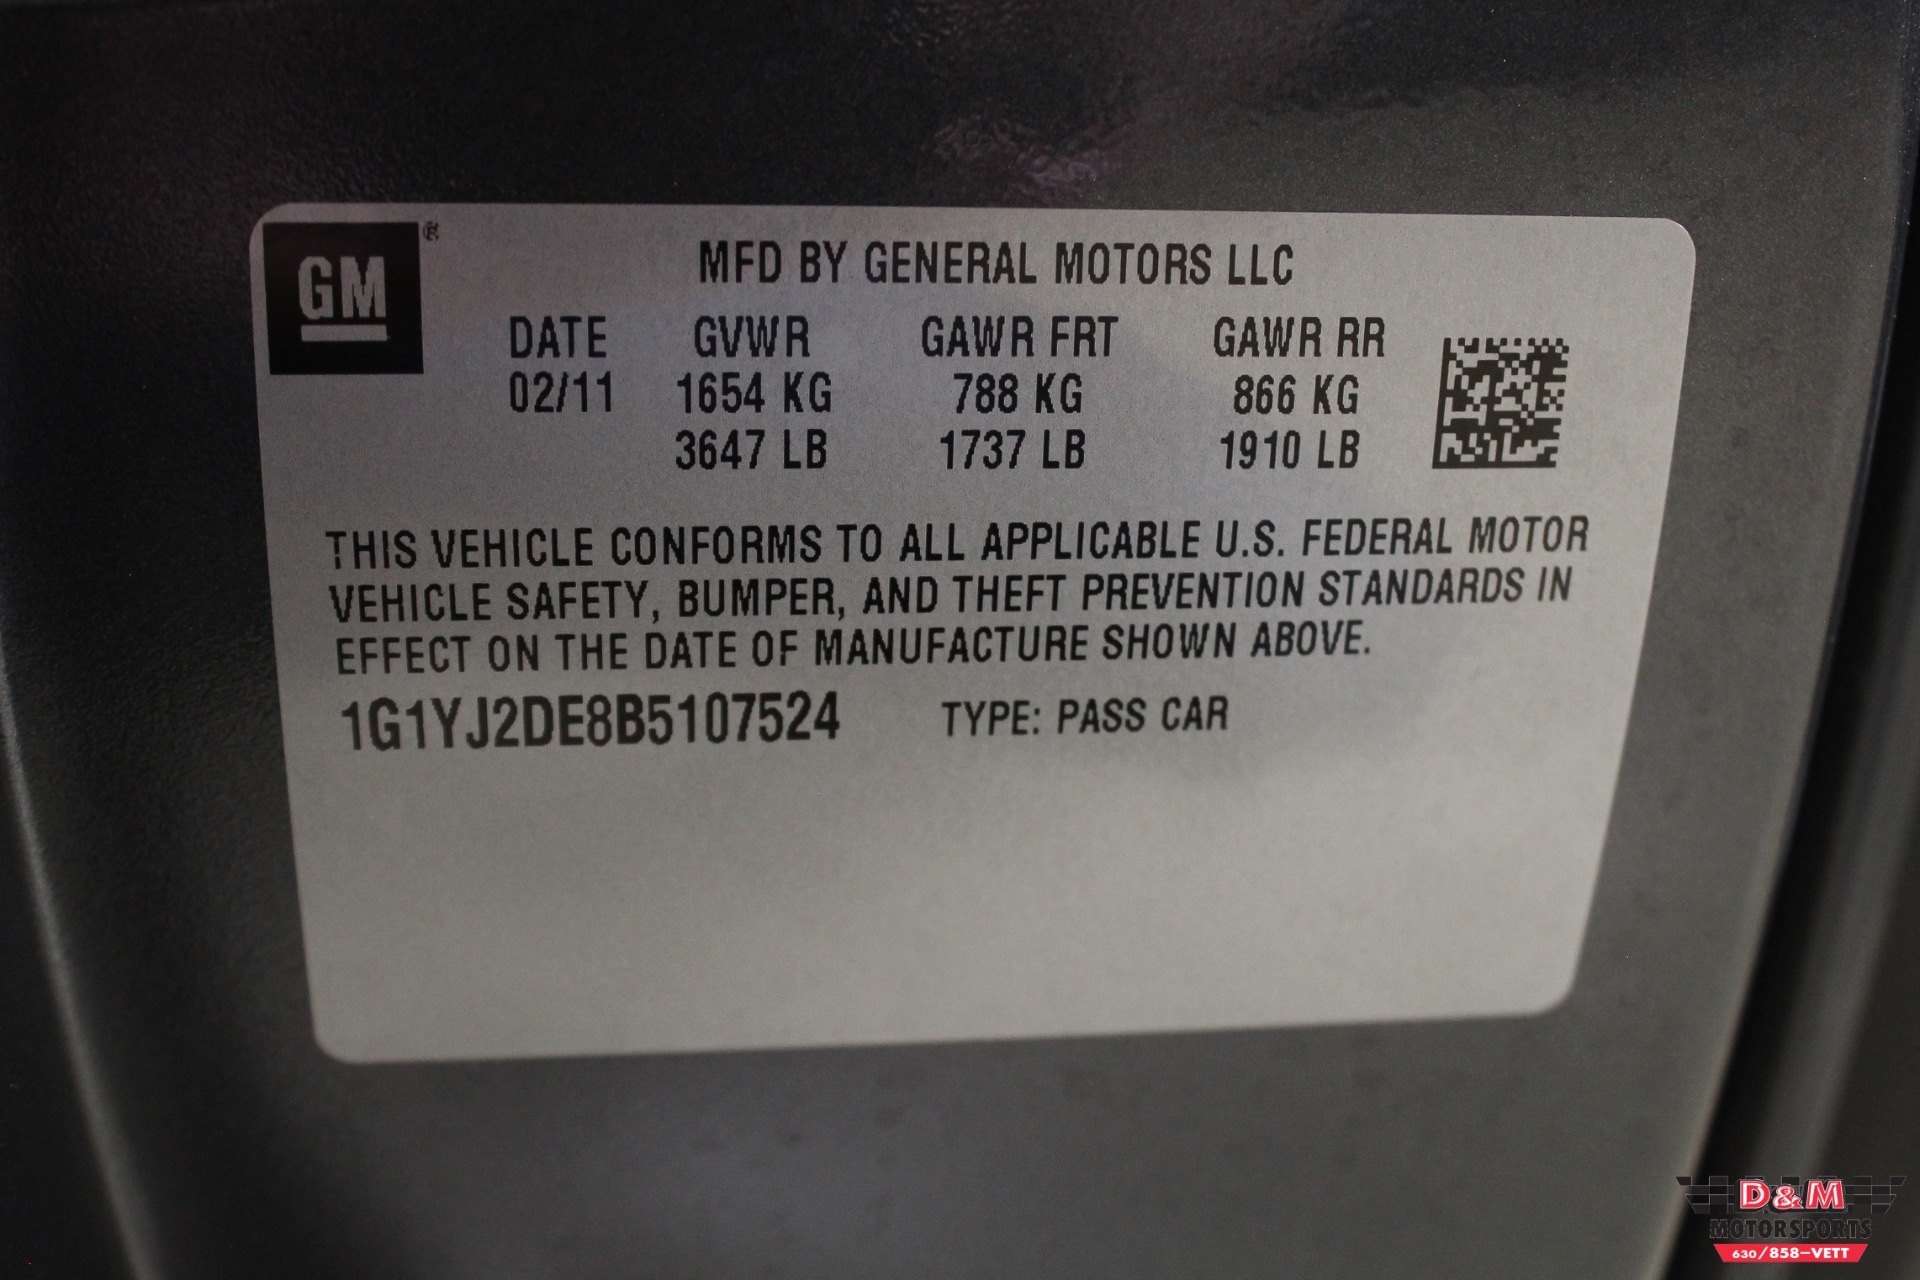 GM ®
MFD BY GENERAL MOTORS LLC
DATE GVWR GAWR FRT GAWR RR
02/11 1654 KG 788 KG 866 KG
3647 LB 1737 LB 1910 LB
THIS VEHICLE CONFORMS TO ALL APPLICABLE U.S. FEDERAL MOTOR
VEHICLE SAFETY, BUMPER, AND THEFT PREVENTION STANDARDS IN
EFFECT ON THE DATE OF MANUFACTURE SHOWN ABOVE.
1G1YJ2DE8B5107524 TYPE: PASS CAR
D&M
MOTORSPORTS
630/858-VETT